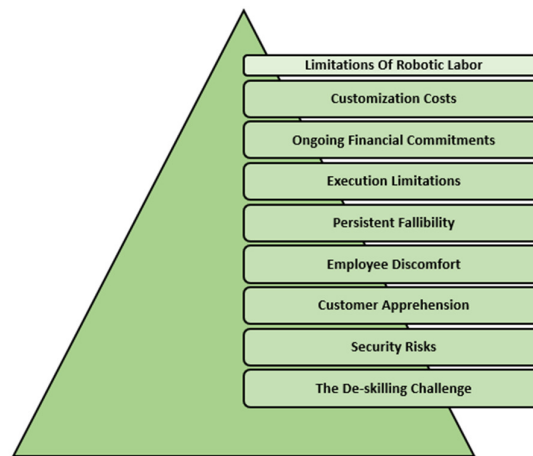 Limitations Of Robotic Labor
Customization Costs
Ongoing Financial Commitments
Execution Limitations
Persistent Fallibility
Employee Discomfort
Customer Apprehension
Security Risks
The De-skilling Challenge